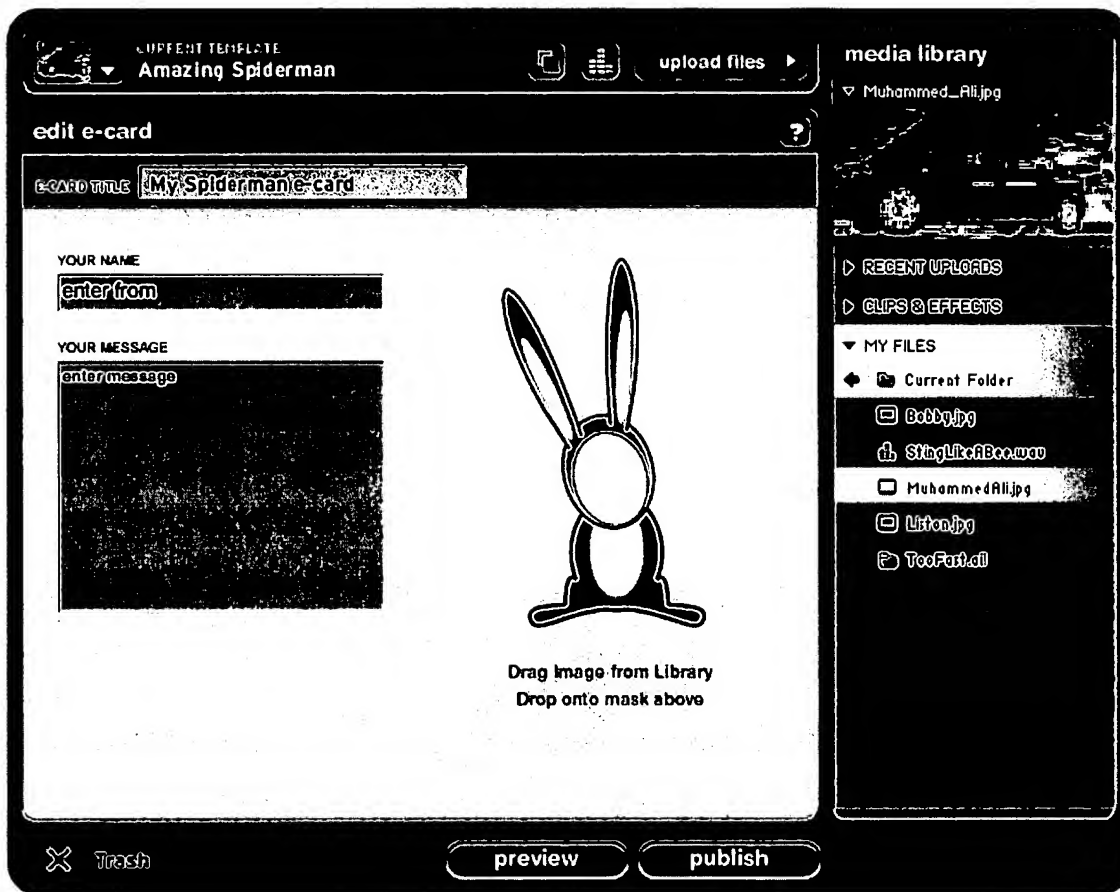 CURRENT TEMPLATE
Amazing Spiderman
upload files
edit e-card
?
E-CARD TITLE My Spiderman e-card
YOUR NAME
enter from
YOUR MESSAGE
enter message
Drag Image from Library
Drop onto mask above
Trash
preview
publish
media library
Muhammed_Ali.jpg
RECENT UPLOADS
CLIPS & EFFECTS
MY FILES
Current Folder
Bobby.jpg
StingLikeABee.wav
MuhammedAli.jpg
Liston.jpg
TooFast.all